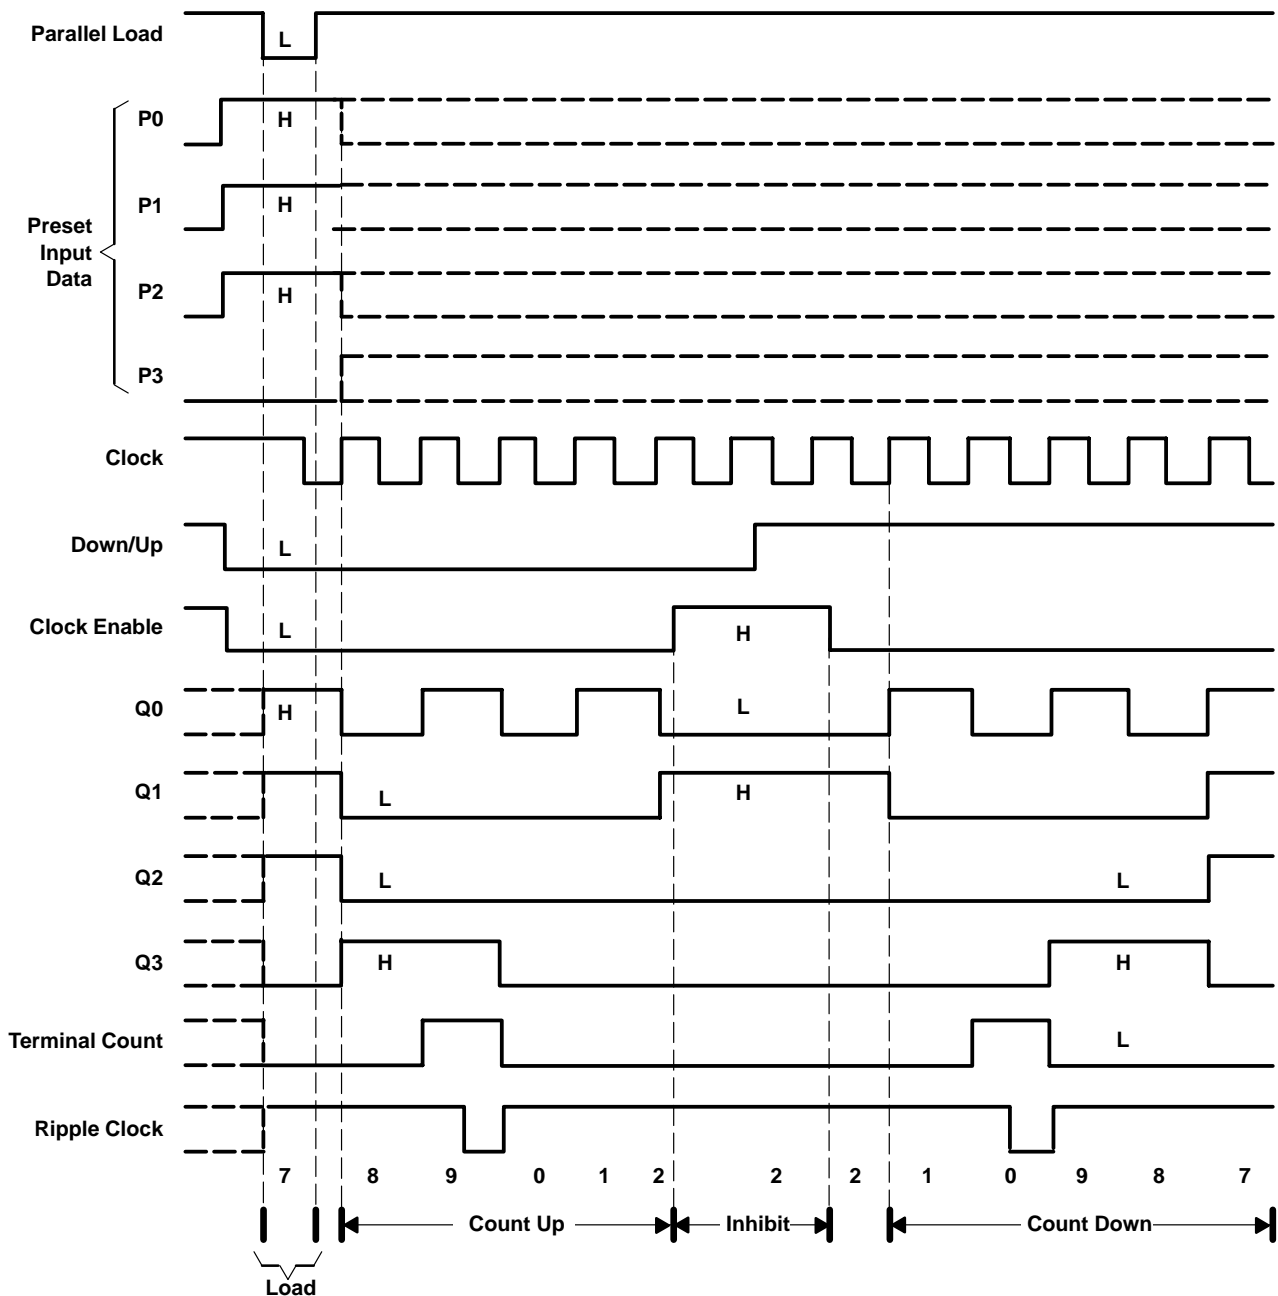 Parallel Load
L
P0
H
P1
H
Preset
Input
Data
P2
H
P3
Clock
Down/Up
L
Clock Enable
L
H
Q0
H
L
Q1
L
H
Q2
L
L
Q3
H
H
Terminal Count
L
Ripple Clock
7 8 9 0 1 2 2 2 1 0 9 8 7
Count Up
Inhibit
Count Down
Load